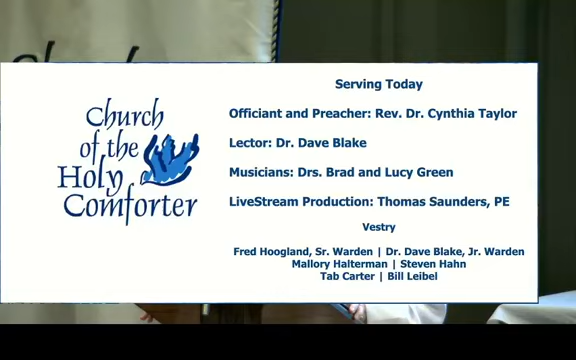 Church
of the
Holy
Comforter
Serving Today
Officiant and Preacher: Rev. Dr. Cynthia Taylor
Lector: Dr. Dave Blake
Musicians: Drs. Brad and Lucy Green
LiveStream Production: Thomas Saunders, PE
Vestry
Fred Hoogland, Sr. Warden | Dr. Dave Blake, Jr. Warden
Mallory Halterman | Steven Hahn
Tab Carter | Bill Leibel